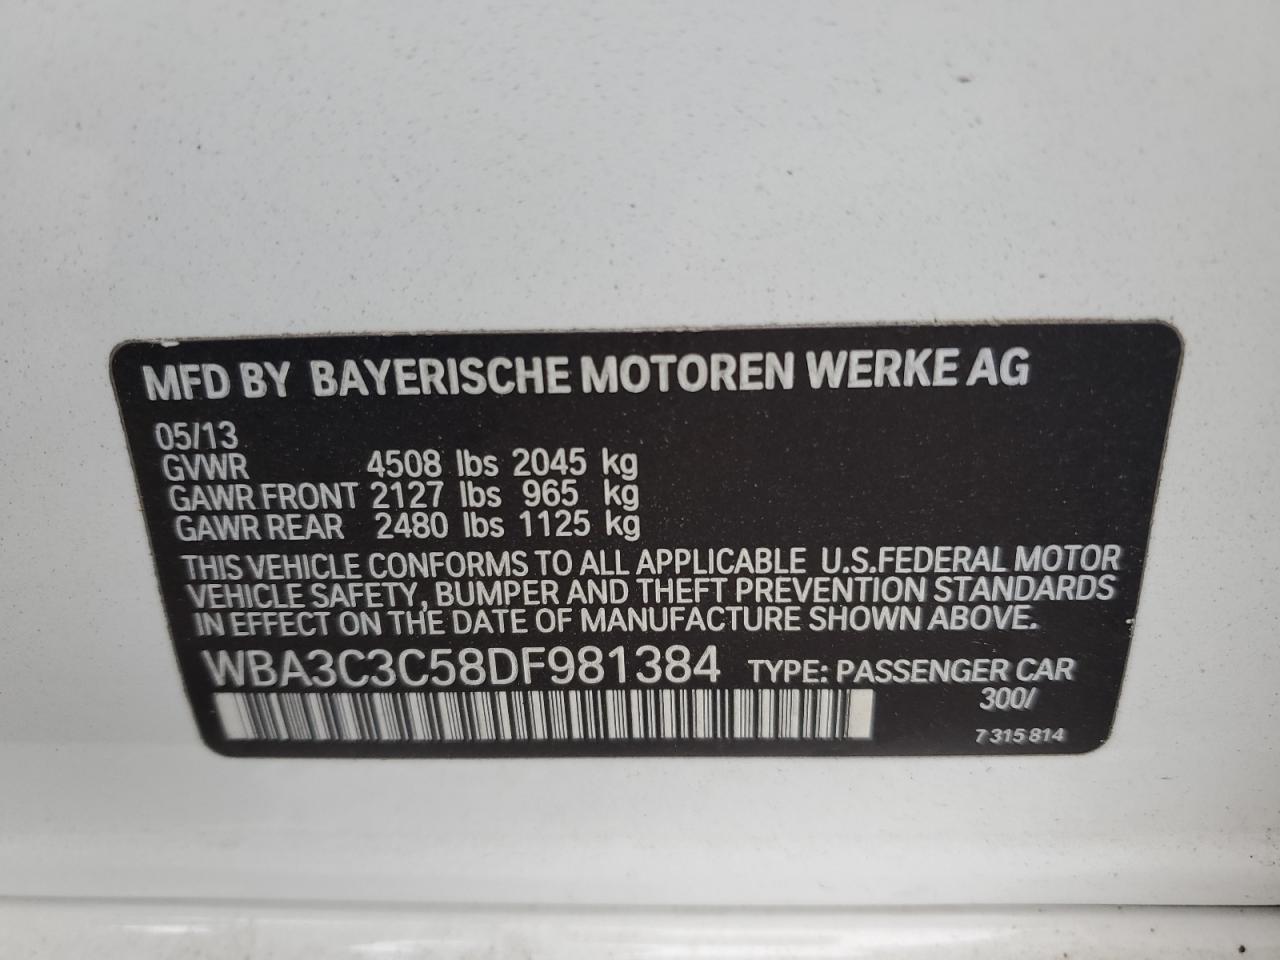 MFD BY BAYERISCHE MOTOREN WERKE AG
05/13
GVWR 4508 lbs 2045 kg
GAWR FRONT 2127 lbs 965 kg
GAWR REAR 2480 lbs 1125 kg
THIS VEHICLE CONFORMS TO ALL APPLICABLE U.S.FEDERAL MOTOR
VEHICLE SAFETY, BUMPER AND THEFT PREVENTION STANDARDS
IN EFFECT ON THE DATE OF MANUFACTURE SHOWN ABOVE.
WBA3C3C58DF981384 TYPE: PASSENGER CAR
300/
7 315 814